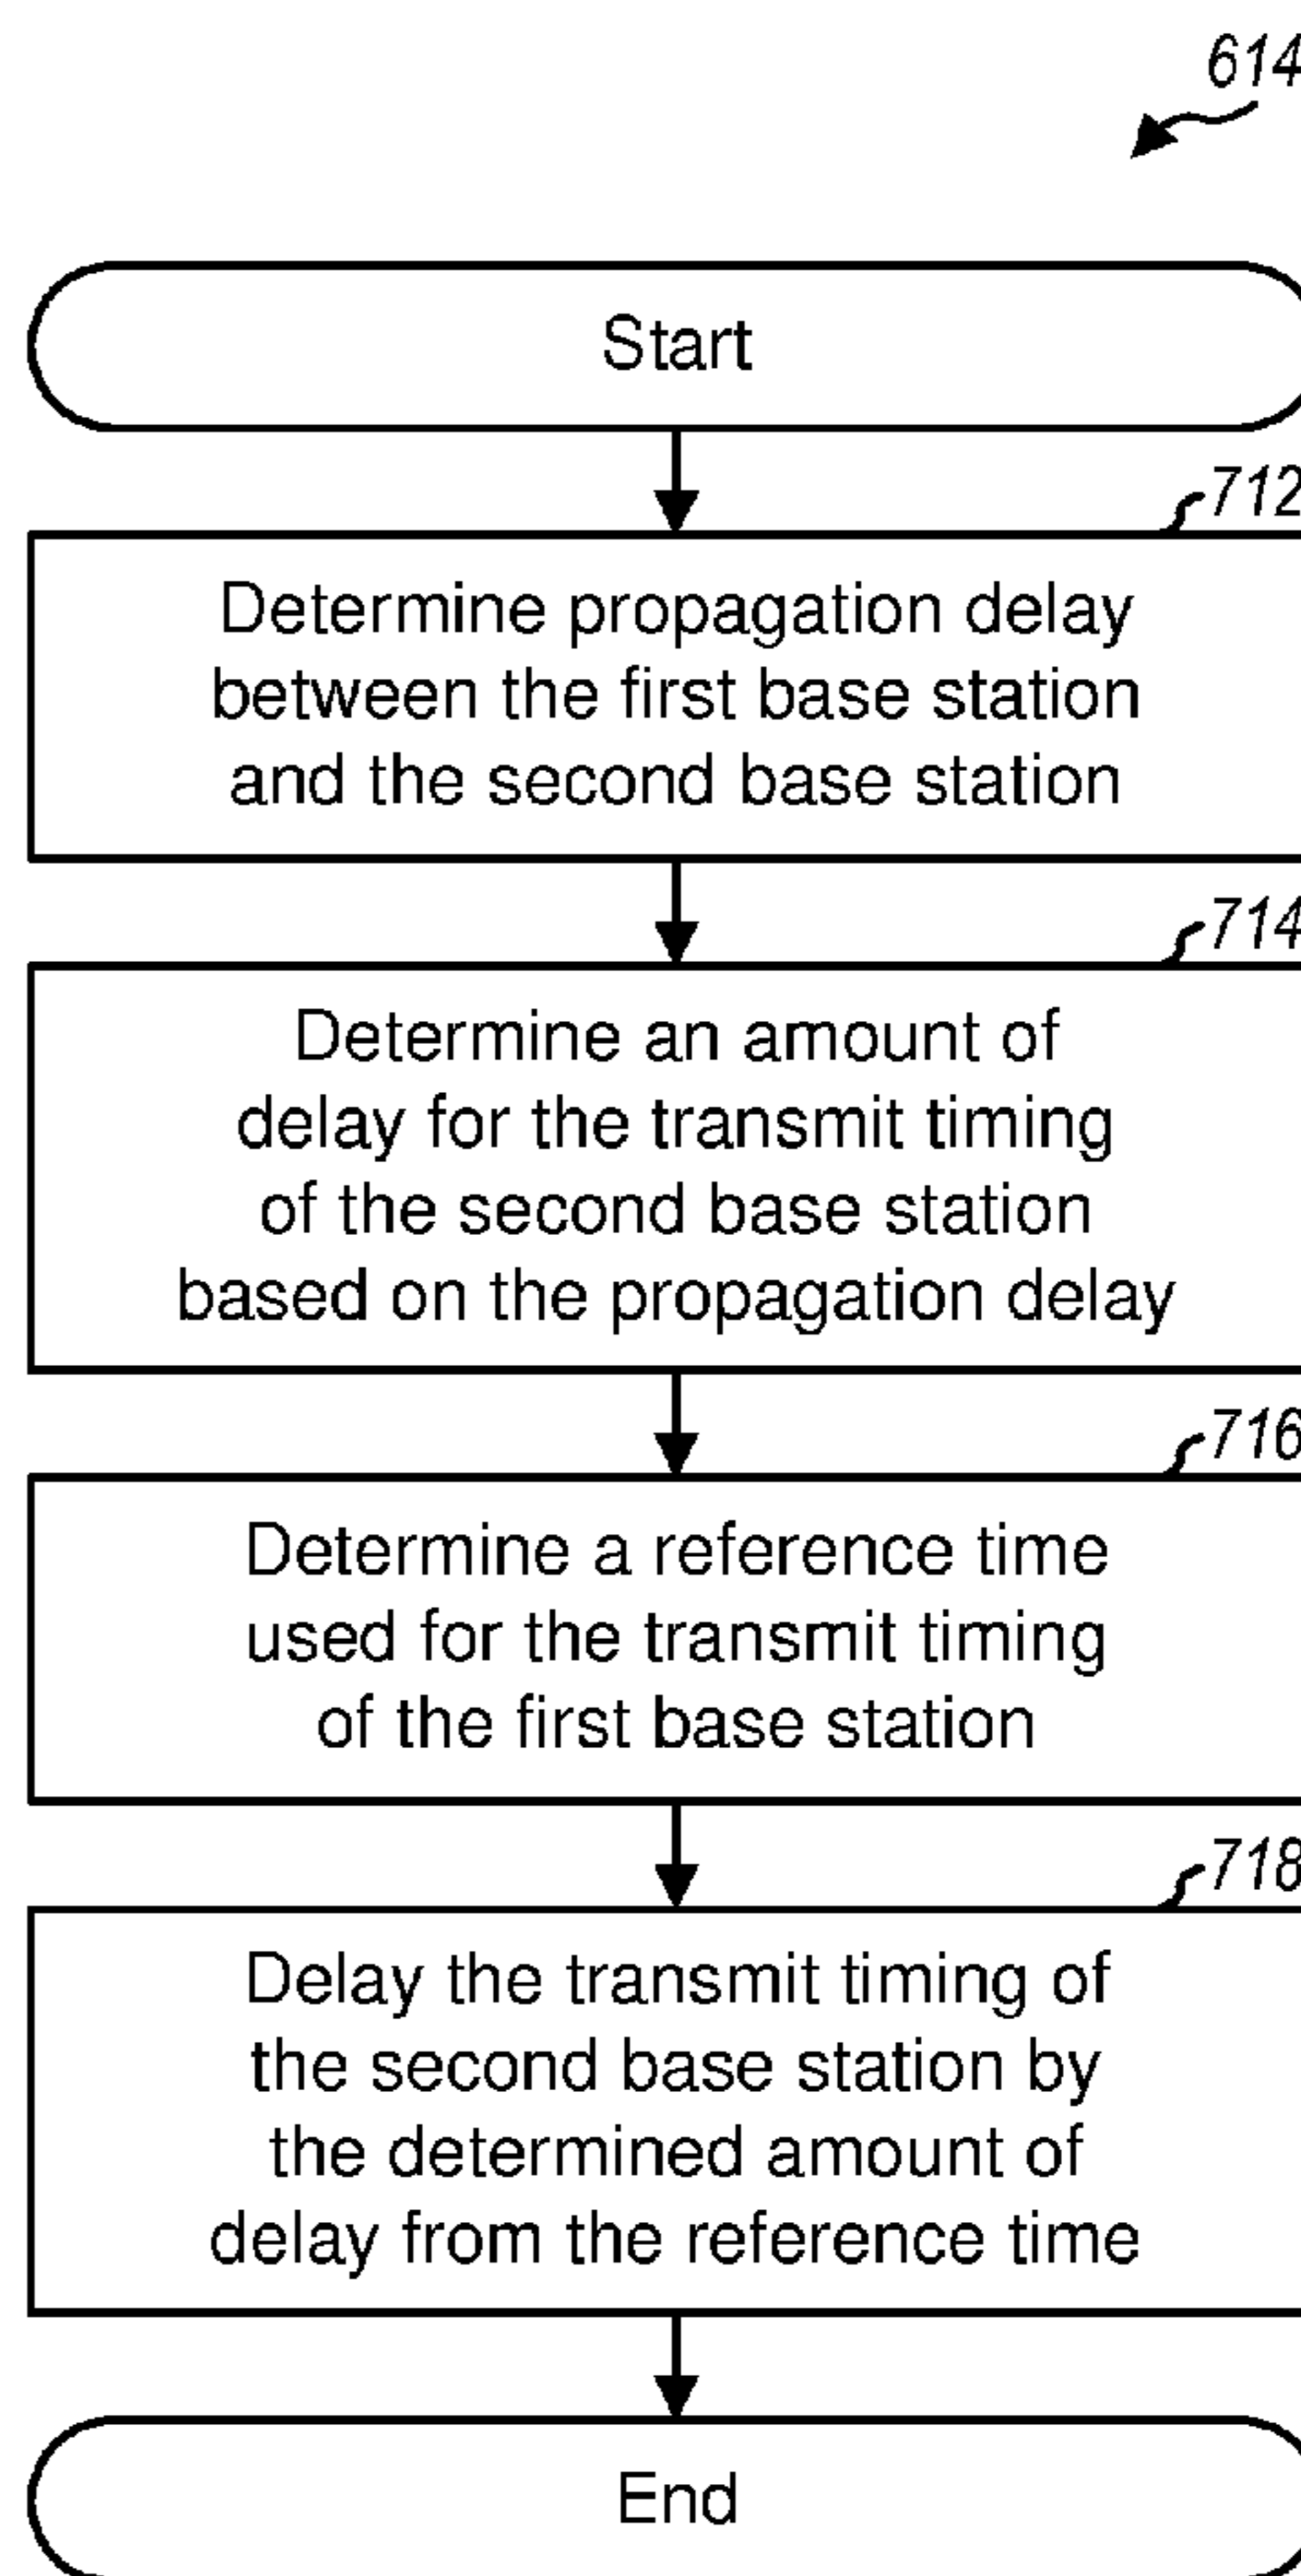 614
Start
712
Determine propagation delay
between the first base station
and the second base station
714
Determine an amount of
delay for the transmit timing
of the second base station
based on the propagation delay
716
Determine a reference time
used for the transmit timing
of the first base station
718
Delay the transmit timing of
the second base station by
the determined amount of
delay from the reference time
End